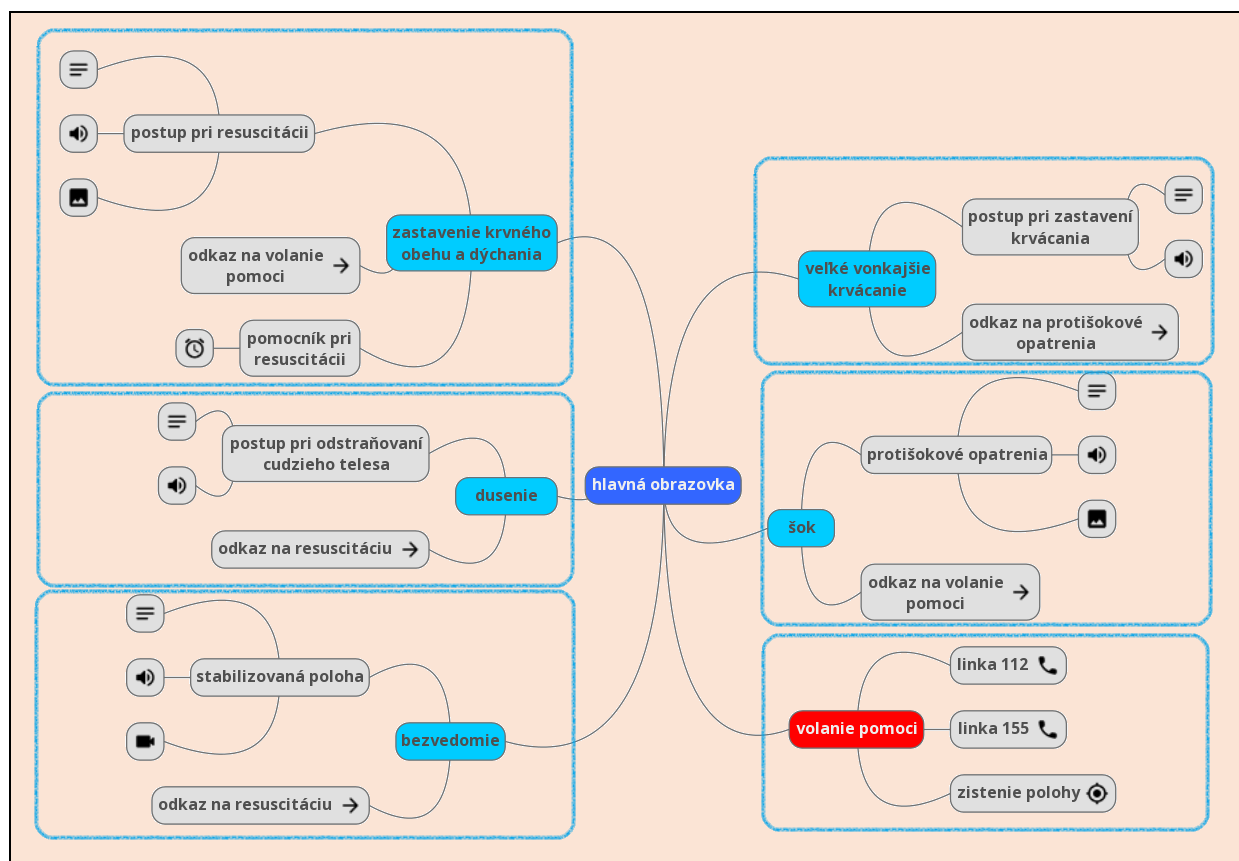 postup pri resuscitácii
zastavenie krvného
obehu a dýchania
odkaz na volanie
pomoci
pomocník pri
resuscitácii
postup pri odstraňovaní
cudzieho telesa
dusenie
odkaz na resuscitáciu
stabilizovaná poloha
bezvedomie
odkaz na resuscitáciu
hlavná obrazovka
postup pri zastavení
krvácania
veľké vonkajšie
krvácanie
odkaz na protišokové
opatrenia
protišokové opatrenia
šok
odkaz na volanie
pomoci
linka 112
volanie pomoci
linka 155
zistenie polohy